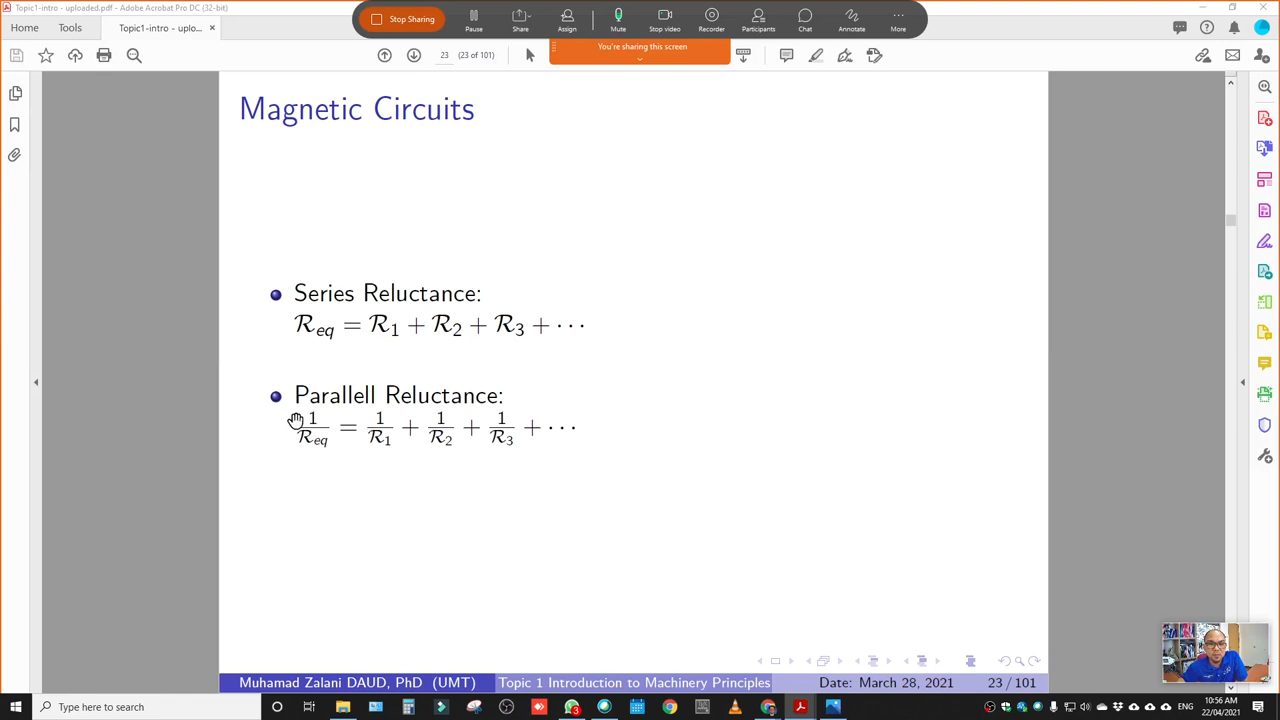 Topic1-intro - uploaded.pdf - Adobe Acrobat Pro DC (32-bit)
Stop Sharing
Pause
Share
Assign
Mute
Stop video
Recorder
Participants
Chat
Annotate
More
Home
Tools
Topic1-intro - uploa...
You're sharing this screen
23
(23 of 101)
Magnetic Circuits
Series Reluctance:
ℛeq = ℛ1 + ℛ2 + ℛ3 + ···
Parallell Reluctance:
1/ℛeq = 1/ℛ1 + 1/ℛ2 + 1/ℛ3 + ···
Muhamad Zalani DAUD, PhD (UMT)
Topic 1 Introduction to Machinery Principles
Date: March 28, 2021
23 / 101
Type here to search
ENG
10:56 AM
22/04/2021